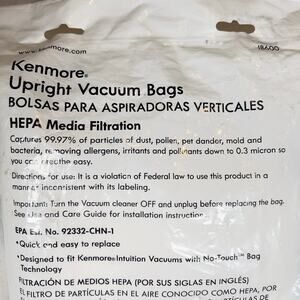 www.kenmore.com
18600
Kenmore®
Upright Vacuum Bags
BOLSAS PARA ASPIRADORAS VERTICALES
HEPA Media Filtration
Captures 99.97% of particles of dust, pollen, pet dander, mold and
bacteria, removing allergens, irritants and pollutants down to 0.3 micron so
you can breathe easy.
Directions for use: It is a violation of Federal law to use this product in a
manner inconsistent with its labeling.
Important: Turn the Vacuum cleaner OFF and unplug before replacing the bag.
See Use and Care Guide for installation instruction
EPA Est. No. 92332-CHN-1
•Quick and easy to replace
•Designed to fit Kenmore®Intuition Vacuums with No-Touch™ Bag
Technology
FILTRACIÓN DE MEDIOS HEPA (POR SUS SIGLAS EN INGLÉS)
EL FILTRO DE PARTÍCULAS EN EL AIRE CONOCIDO COMO HEPA, POR